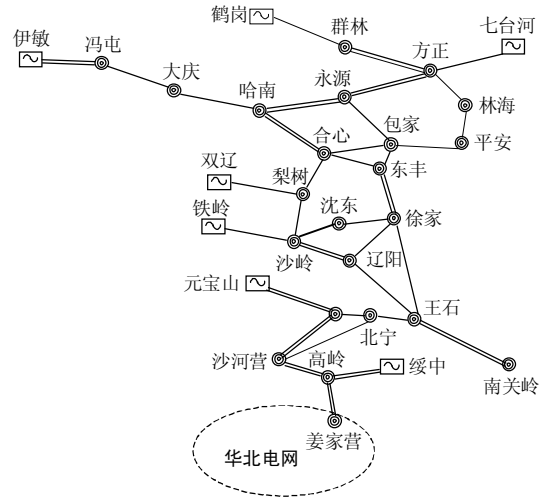 鹤岗
群林
七台河
伊敏
冯屯
方正
大庆
永源
哈南
林海
包家
合心
平安
双辽
梨树
东丰
铁岭
沈东
徐家
沙岭
辽阳
元宝山
王石
北宁
沙河营
高岭
绥中
南关岭
姜家营
华北电网